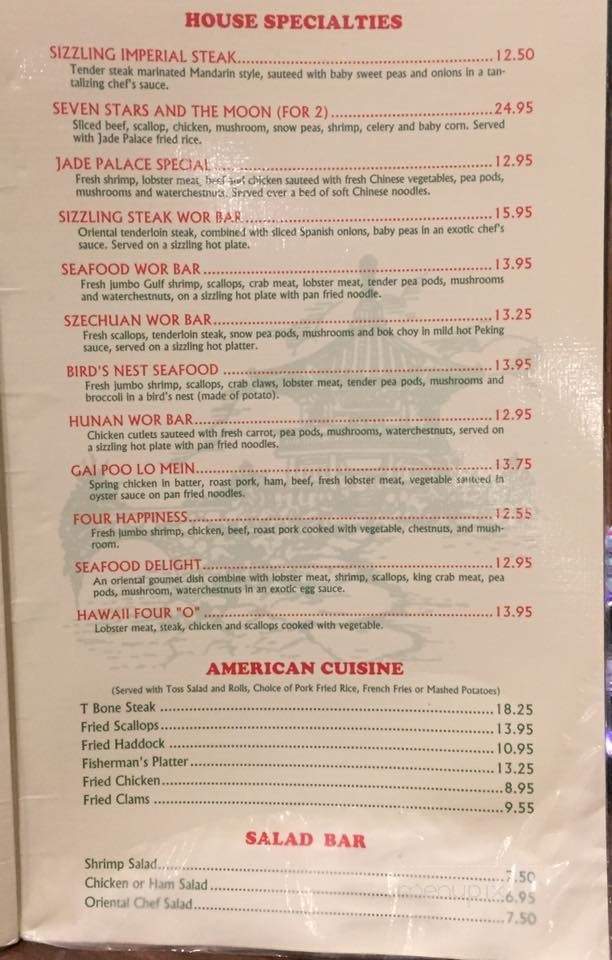 HOUSE SPECIALTIES
SIZZLING IMPERIAL STEAK 12.50
Tender steak marinated Mandarin style, sauteed with baby sweet peas and onions in a tan-
talizing chef's sauce.
SEVEN STARS AND THE MOON (FOR 2) 24.95
Sliced beef, scallop, chicken, mushroom, snow peas, shrimp, celery and baby corn. Served
with Jade Palace fried rice.
JADE PALACE SPECIAL 12.95
Fresh shrimp, lobster meat, beef and chicken sauteed with fresh Chinese vegetables, pea pods,
mushrooms and waterchestnuts. Served over a bed of soft Chinese noodles.
SIZZLING STEAK WOR BAR 15.95
Oriental tenderloin steak, combined with sliced Spanish onions, baby peas in an exotic chef's
sauce. Served on a sizzling hot plate.
SEAFOOD WOR BAR 13.95
Fresh jumbo Gulf shrimp, scallops, crab meat, lobster meat, tender pea pods, mushrooms
and waterchestnuts, on a sizzling hot plate with pan fried noodle.
SZECHUAN WOR BAR 13.25
Fresh scallops, tenderloin steak, snow pea pods, mushrooms and bok choy in mild hot Peking
sauce, served on a sizzling hot platter.
BIRD'S NEST SEAFOOD 13.95
Fresh jumbo shrimp, scallops, crab claws, lobster meat, tender pea pods, mushrooms and
broccoli in a bird's nest (made of potato).
HUNAN WOR BAR 12.95
Chicken cutlets sauteed with fresh carrot, pea pods, mushrooms, waterchestnuts, served on
a sizzling hot plate with pan fried noodles.
GAI POO LO MEIN 13.75
Spring chicken in batter, roast pork, ham, beef, fresh lobster meat, vegetable sauteed in
oyster sauce on pan fried noodles.
FOUR HAPPINESS 12.55
Fresh jumbo shrimp, chicken, beef, roast pork cooked with vegetable, chestnuts, and mush-
room.
SEAFOOD DELIGHT 12.95
An oriental goumet dish combine with lobster meat, shrimp, scallops, king crab meat, pea
pods, mushroom, waterchestnuts in an exotic egg sauce.
HAWAII FOUR "O" 13.95
Lobster meat, steak, chicken and scallops cooked with vegetable.
AMERICAN CUISINE
(Served with Toss Salad and Rolls, Choice of Pork Fried Rice, French Fries or Mashed Potatoes)
T Bone Steak 18.25
Fried Scallops 13.95
Fried Haddock 10.95
Fisherman's Platter 13.25
Fried Chicken 8.95
Fried Clams 9.55
SALAD BAR
Shrimp Salad 7.50
Chicken or Ham Salad 6.95
Oriental Chef Salad 7.50